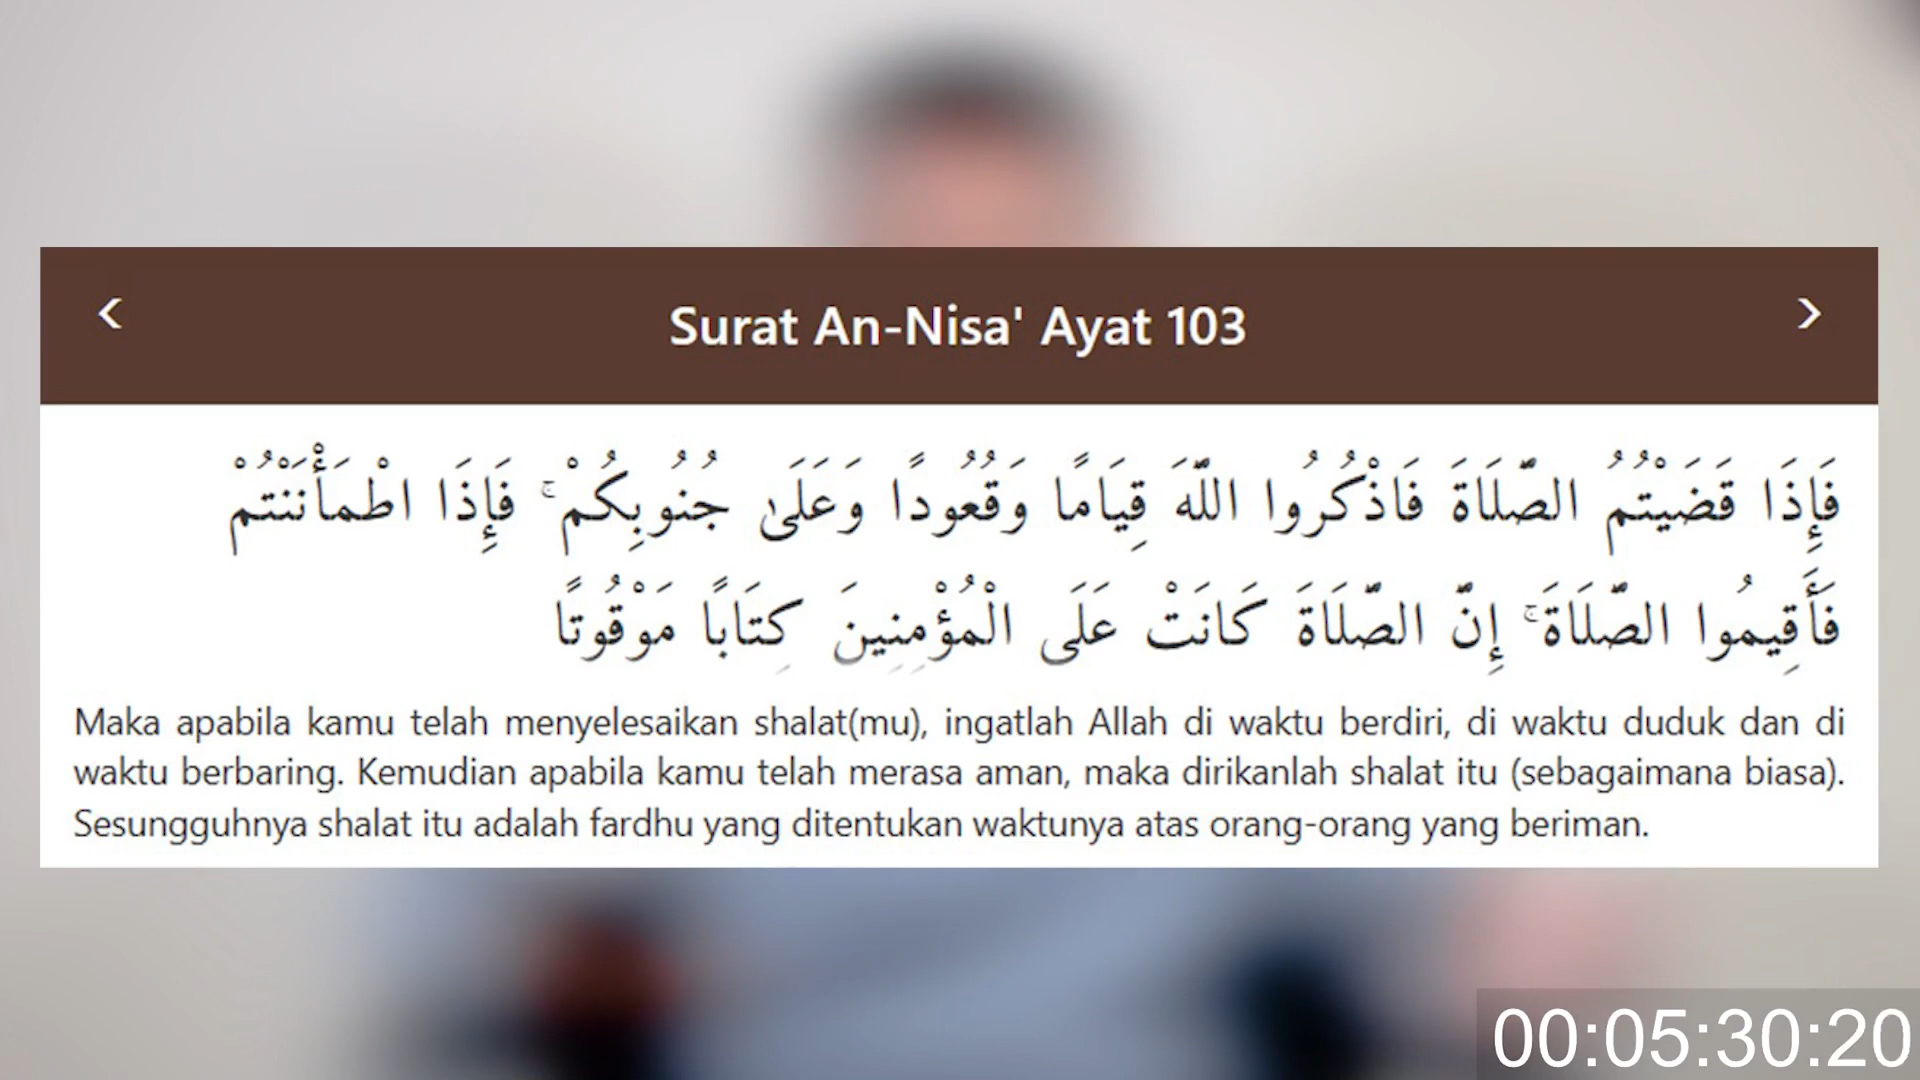 Surat An-Nisa' Ayat 103
فَإِذَا قَضَيْتُمُ الصَّلَاةَ فَاذْكُرُوا اللَّهَ قِيَامًا وَقُعُودًا وَعَلَىٰ جُنُوبِكُمْ ۚ فَإِذَا اطْمَأْنَنْتُمْ
فَأَقِيمُوا الصَّلَاةَ ۚ إِنَّ الصَّلَاةَ كَانَتْ عَلَى الْمُؤْمِنِينَ كِتَابًا مَوْقُوتًا
Maka apabila kamu telah menyelesaikan shalat(mu), ingatlah Allah di waktu berdiri, di waktu duduk dan di
waktu berbaring. Kemudian apabila kamu telah merasa aman, maka dirikanlah shalat itu (sebagaimana biasa).
Sesungguhnya shalat itu adalah fardhu yang ditentukan waktunya atas orang-orang yang beriman.
00:05:30:20